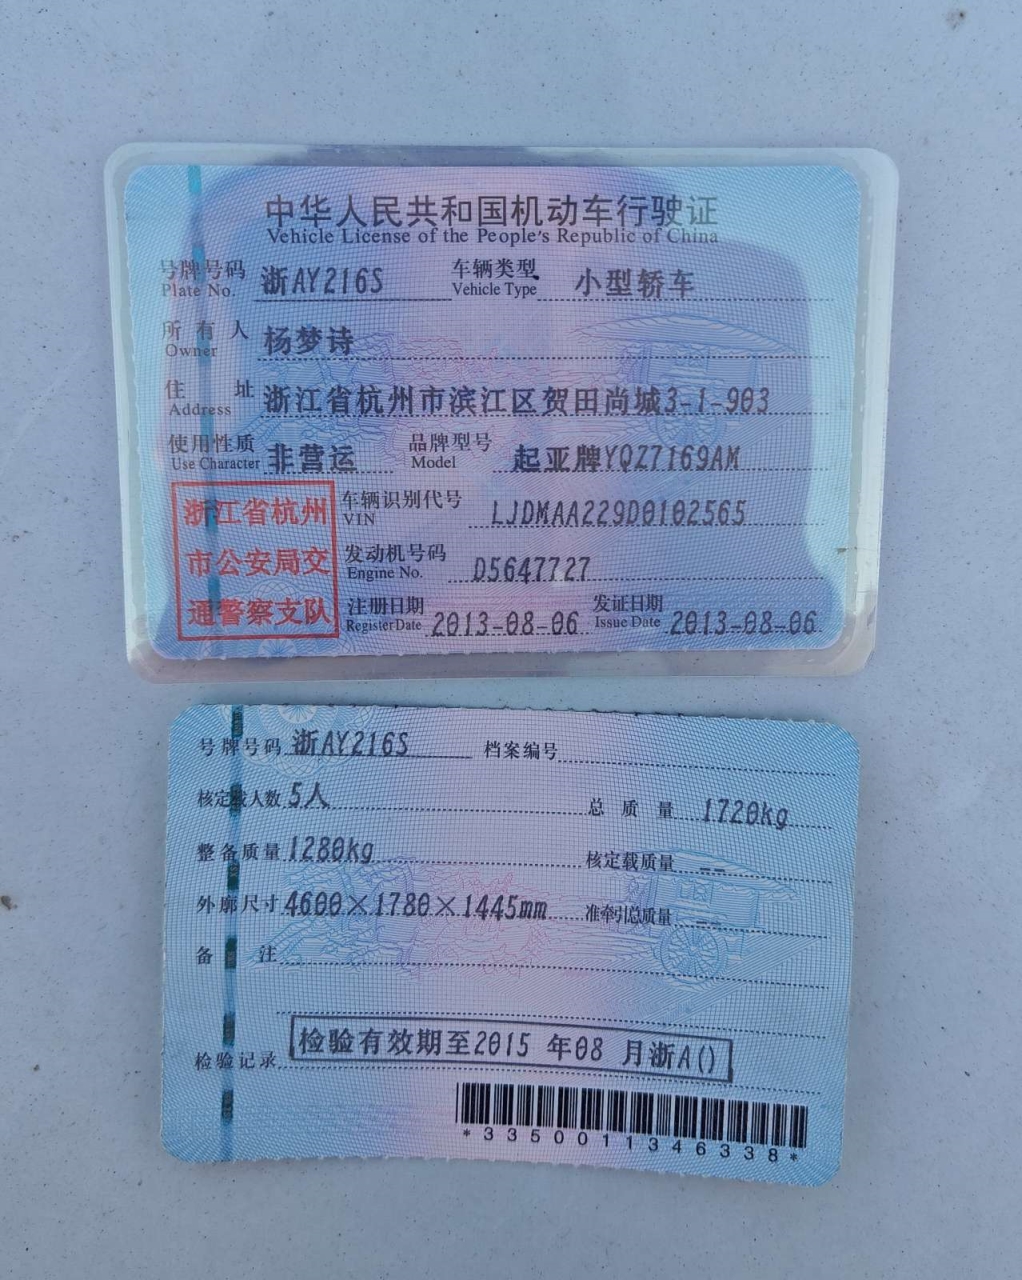 中华人民共和国机动车行驶证
Vehicle License of the People's Republic of China
号牌号码 浙AY216S 车辆类型 小型轿车
Plate No. Vehicle Type
所有人 杨梦诗
Owner
住址 浙江省杭州市滨江区贺田尚城3-1-903
Address
使用性质 非营运 品牌型号 起亚牌YQZ7169AM
Use Character Model
浙江省杭州
市公安局交
通警察支队
车辆识别代号 LJDMAA229D0102565
VIN
发动机号码 D5647727
Engine No.
注册日期 2013-08-06 发证日期 2013-08-06
Register Date Issue Date
号牌号码 浙AY216S 档案编号
核定载人数 5人 总质量 1720kg
整备质量 1280kg 核定载质量 --
外廓尺寸 4600×1780×1445mm 准牵引总质量 --
备注
检验记录 检验有效期至2015 年08 月浙A()
*3350011346338*